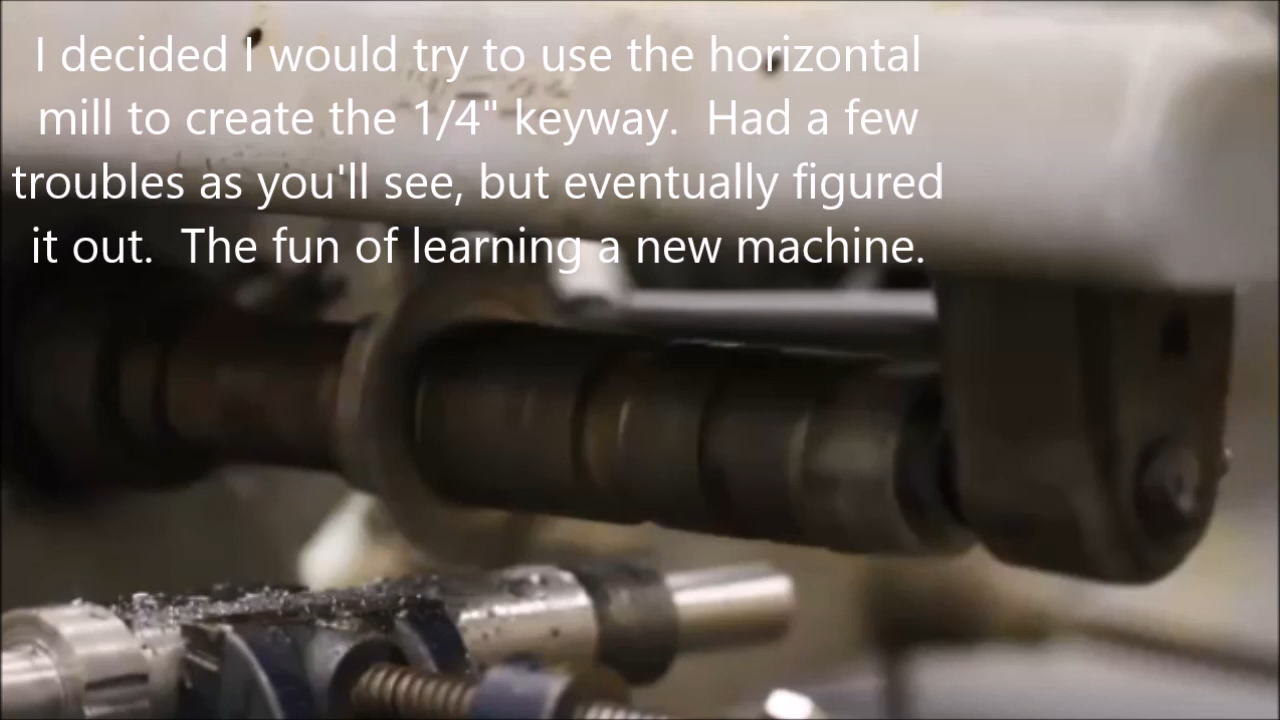 I decided I would try to use the horizontal
mill to create the 1/4" keyway.  Had a few
troubles as you'll see, but eventually figured
it out.  The fun of learning a new machine.